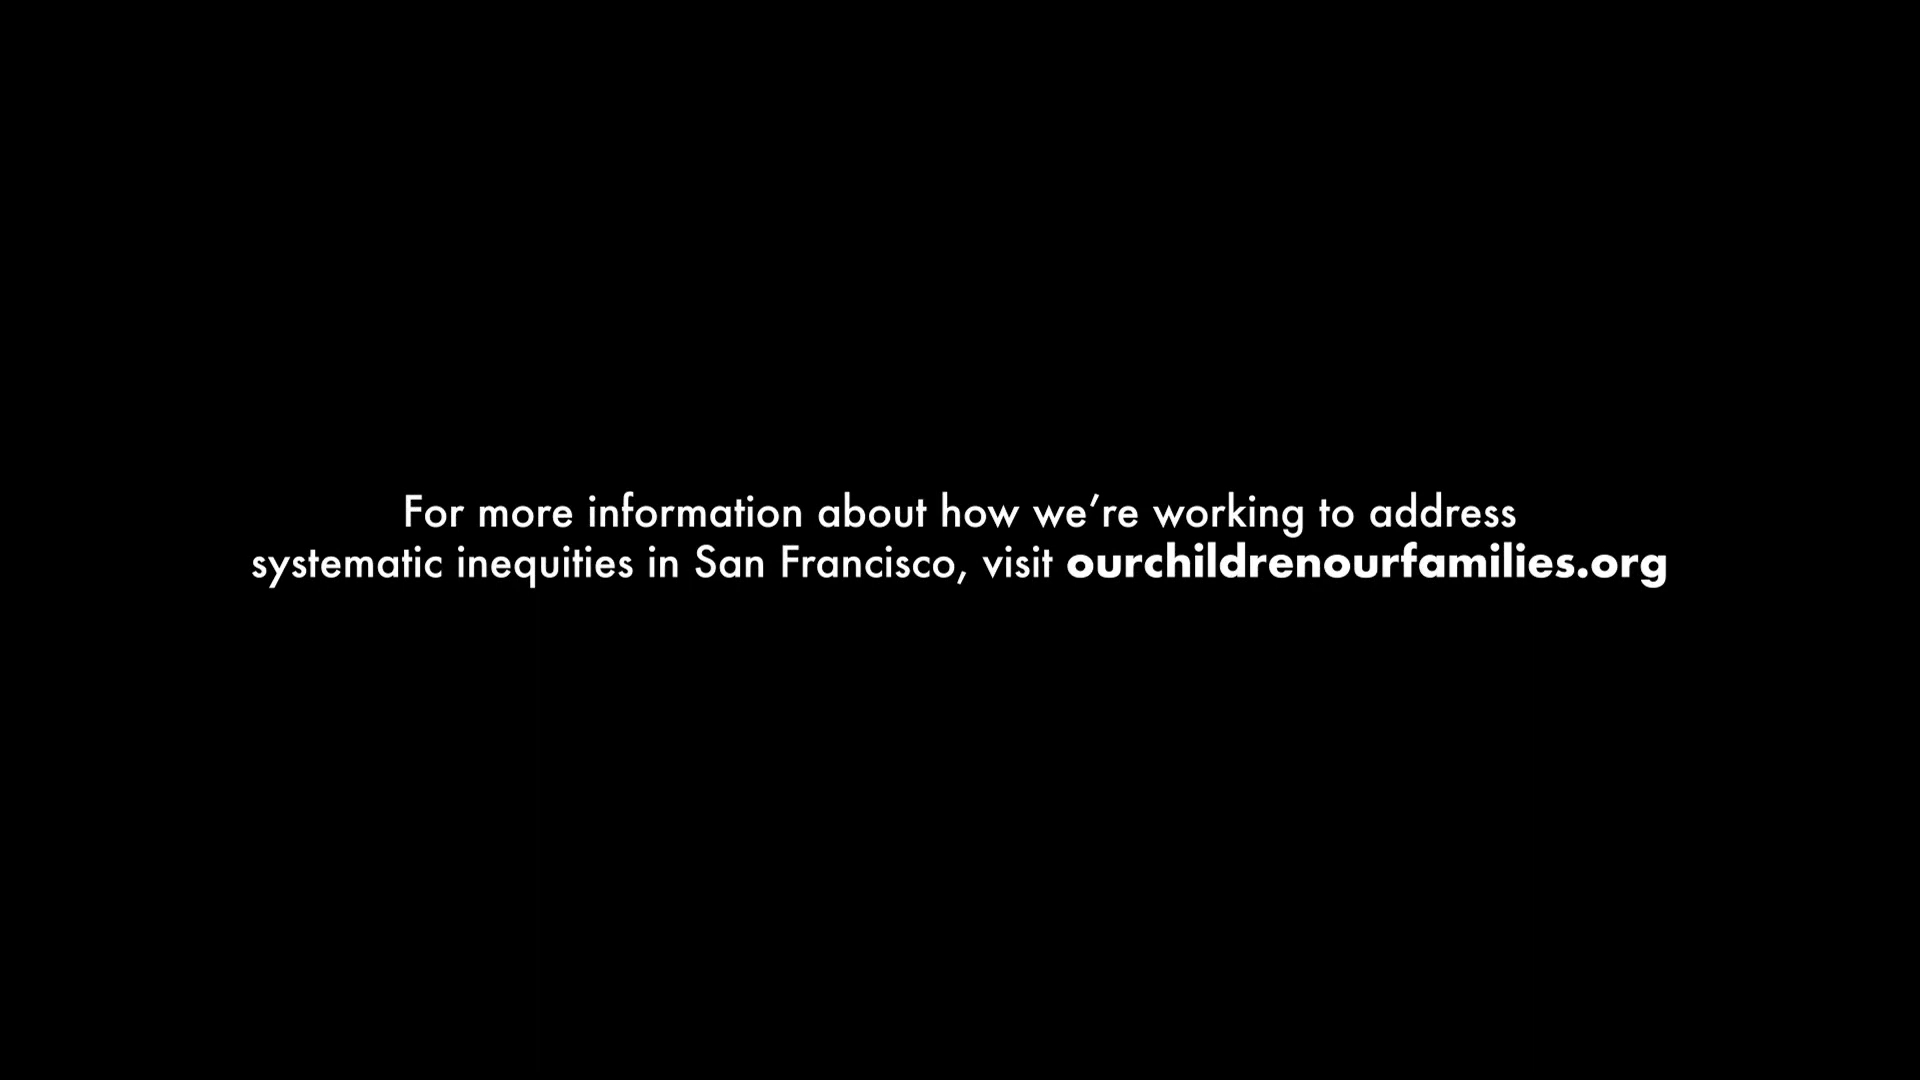 For more information about how we’re working to address
systematic inequities in San Francisco, visit ourchildrenourfamilies.org